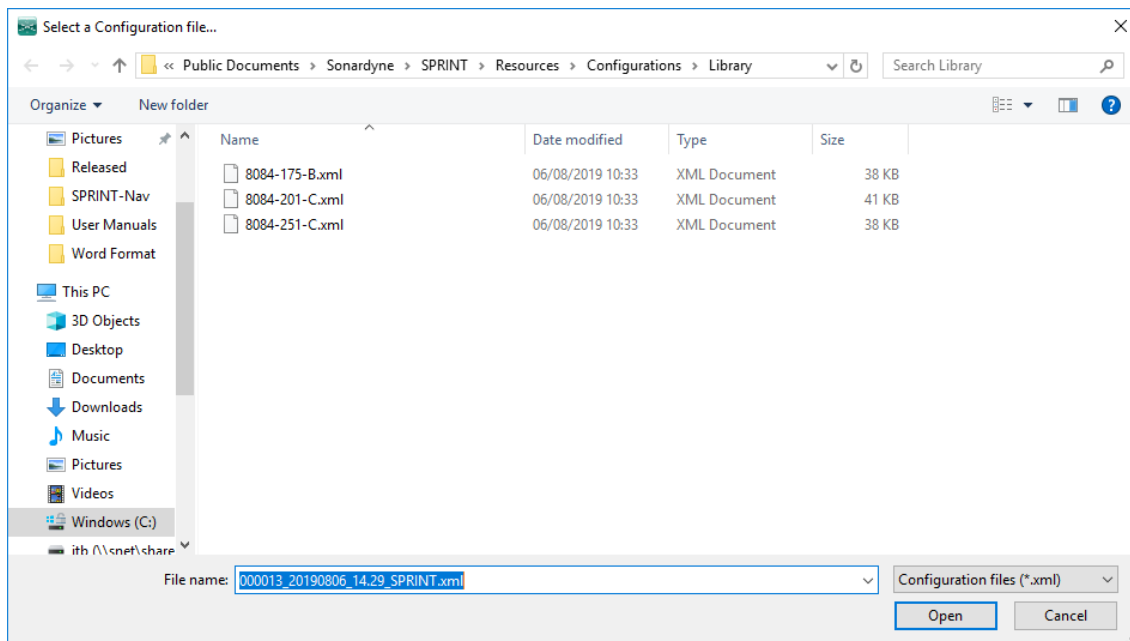 Select a Configuration file...
« Public Documents > Sonardyne > SPRINT > Resources > Configurations > Library
Search Library
Organize New folder
Name Date modified Type Size
Pictures
Released
SPRINT-Nav
User Manuals
Word Format
This PC
3D Objects
Desktop
Documents
Downloads
Music
Pictures
Videos
Windows (C:)
8084-175-B.xml 06/08/2019 10:33 XML Document 38 KB
8084-201-C.xml 06/08/2019 10:33 XML Document 41 KB
8084-251-C.xml 06/08/2019 10:33 XML Document 38 KB
File name: 000013_20190806_14.29_SPRINT.xml
Configuration files (*.xml)
Open Cancel